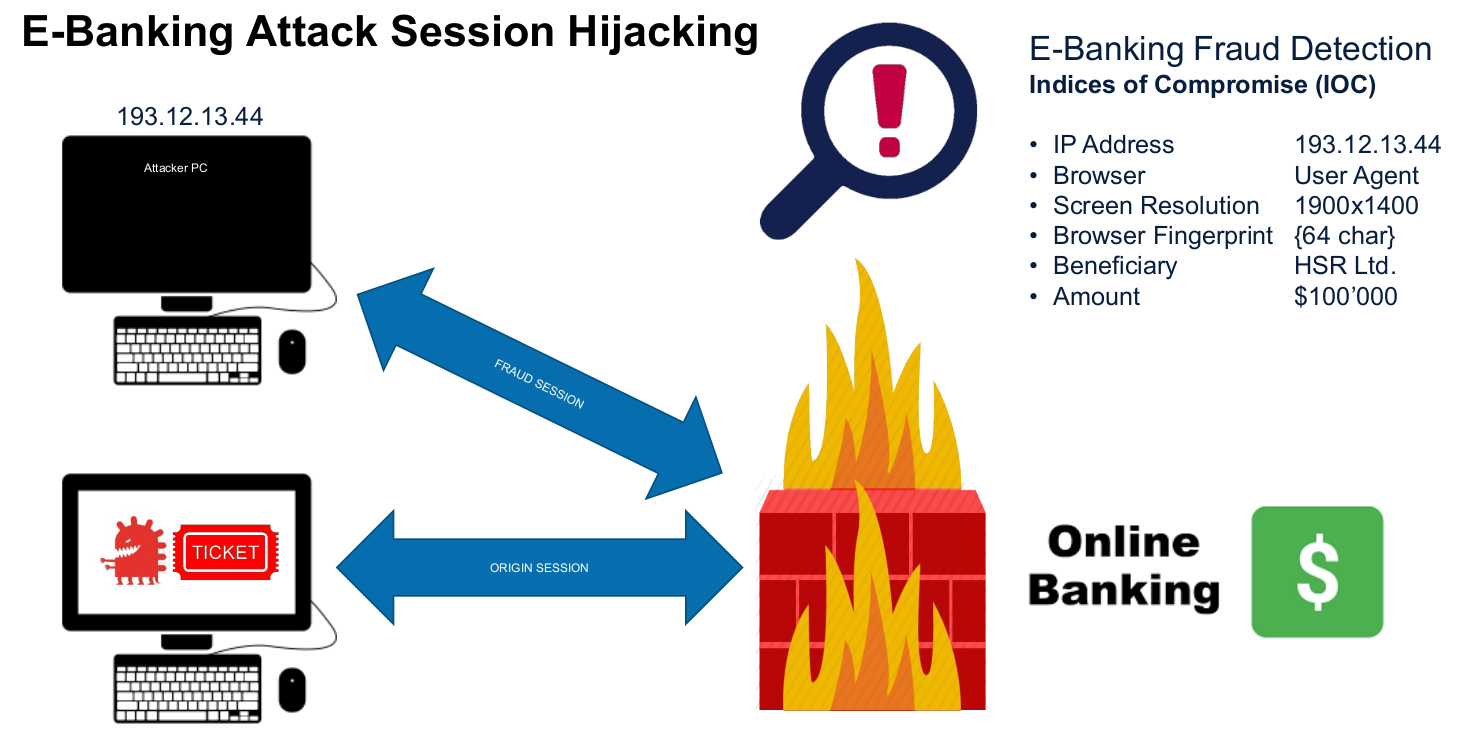 E-Banking Attack Session Hijacking
193.12.13.44
Attacker PC
FRAUD SESSION
TICKET
ORIGIN SESSION
E-Banking Fraud Detection
Indices of Compromise (IOC)
• IP Address 193.12.13.44
• Browser User Agent
• Screen Resolution 1900x1400
• Browser Fingerprint {64 char}
• Beneficiary HSR Ltd.
• Amount $100’000
Online
Banking
$